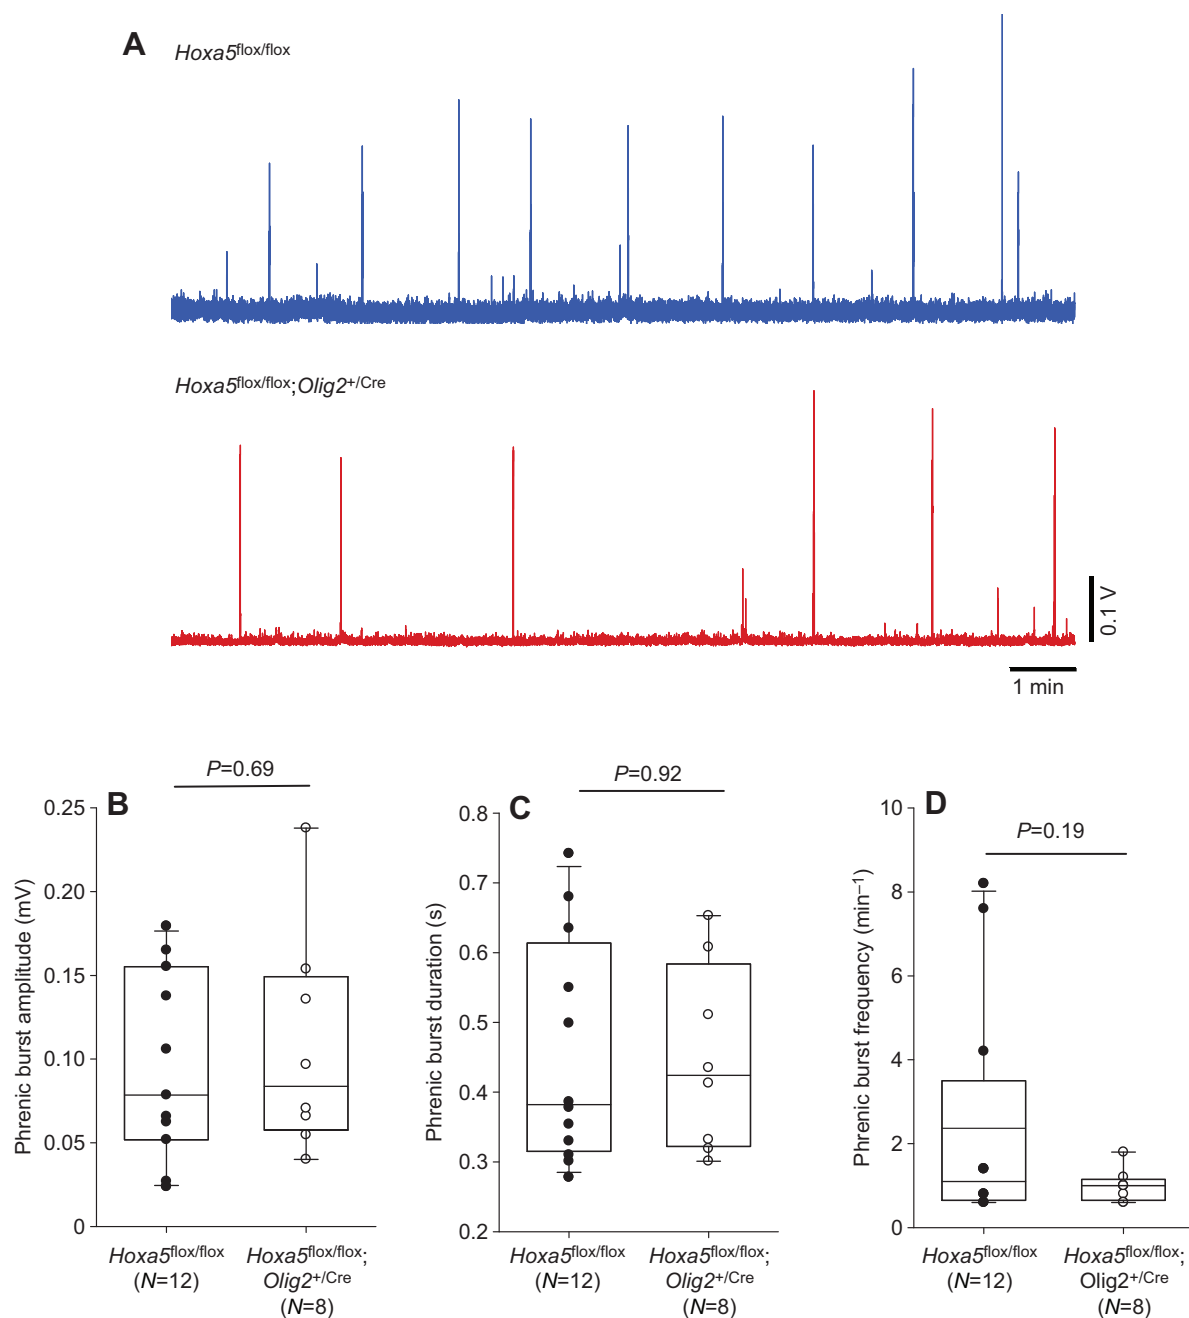 A
Hoxa5flox/flox
Hoxa5flox/flox;Olig2+/Cre
0.1 V
1 min
B
P=0.69
0.25
0.20
0.15
0.10
0.05
0
Phrenic burst amplitude (mV)
Hoxa5flox/flox
(N=12)
Hoxa5flox/flox;
Olig2+/Cre
(N=8)
C
P=0.92
0.8
0.7
0.6
0.5
0.4
0.3
0.2
Phrenic burst duration (s)
Hoxa5flox/flox
(N=12)
Hoxa5flox/flox;
Olig2+/Cre
(N=8)
D
P=0.19
10
8
6
4
2
0
Phrenic burst frequency (min−1)
Hoxa5flox/flox
(N=12)
Hoxa5flox/flox;
Olig2+/Cre
(N=8)